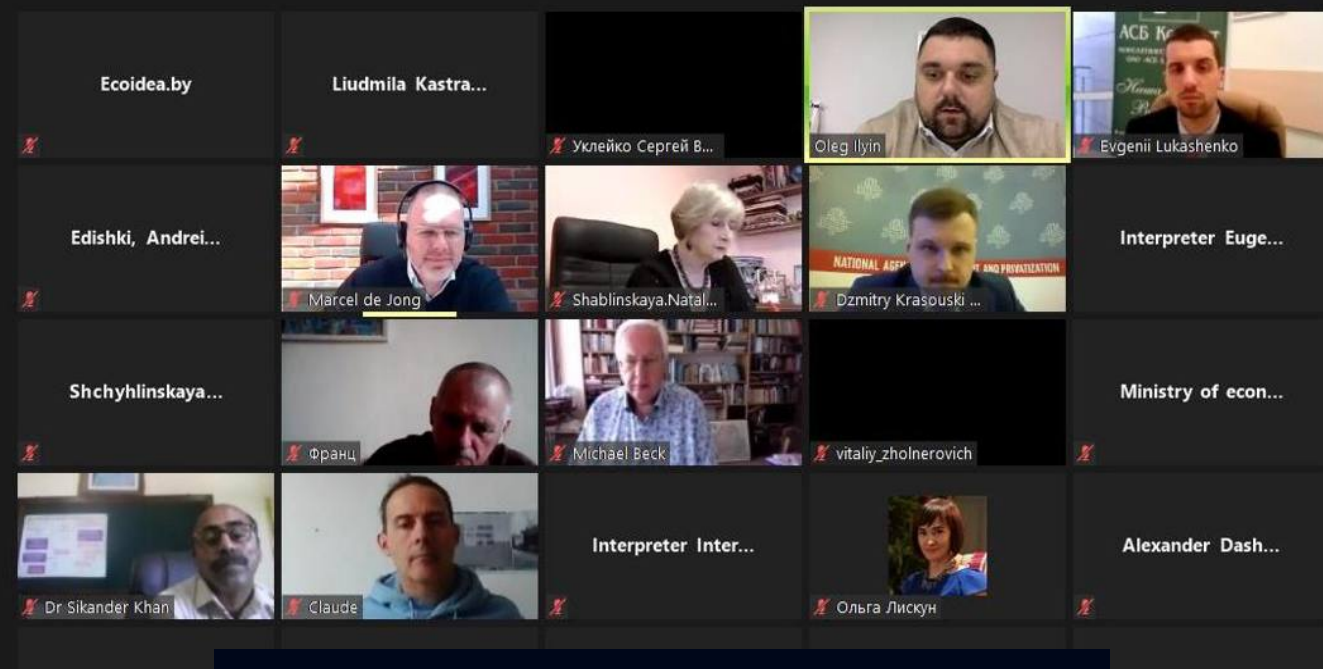 Ecoidea.by
Liudmila Kastra...
Уклейко Сергей В...
Oleg Ilyin
АСБ
Evgenii Lukashenko
Edishki, Andrei...
Marcel de Jong
Shablinskaya.Natal...
NATIONAL AND PRIVATIZATION
Dzmitry Krasouski ...
Interpreter Euge...
Shchyhlinskaya...
Франц
Michael Beck
vitaliy_zholnerovich
Ministry of econ...
Dr Sikander Khan
Claude
Interpreter Inter...
Ольга Лискун
Alexander Dash...